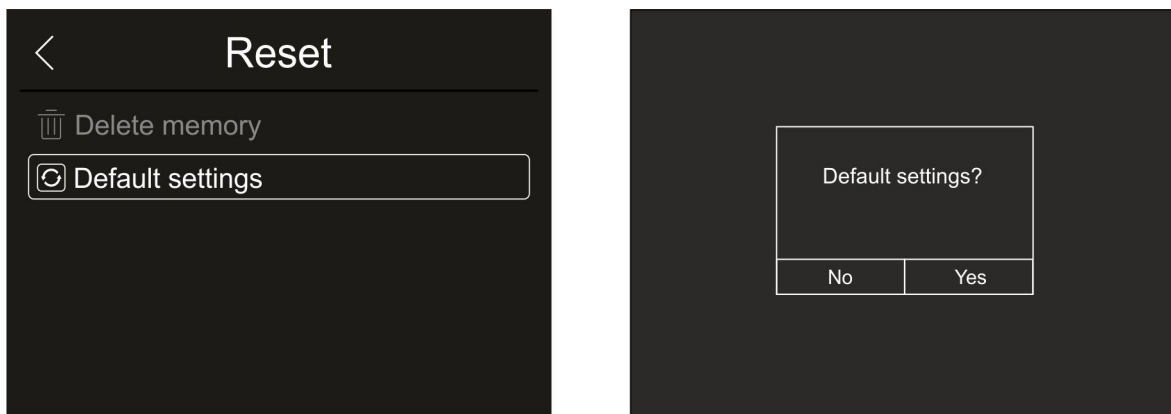 Reset
Delete memory
Default settings
Default settings?
No Yes